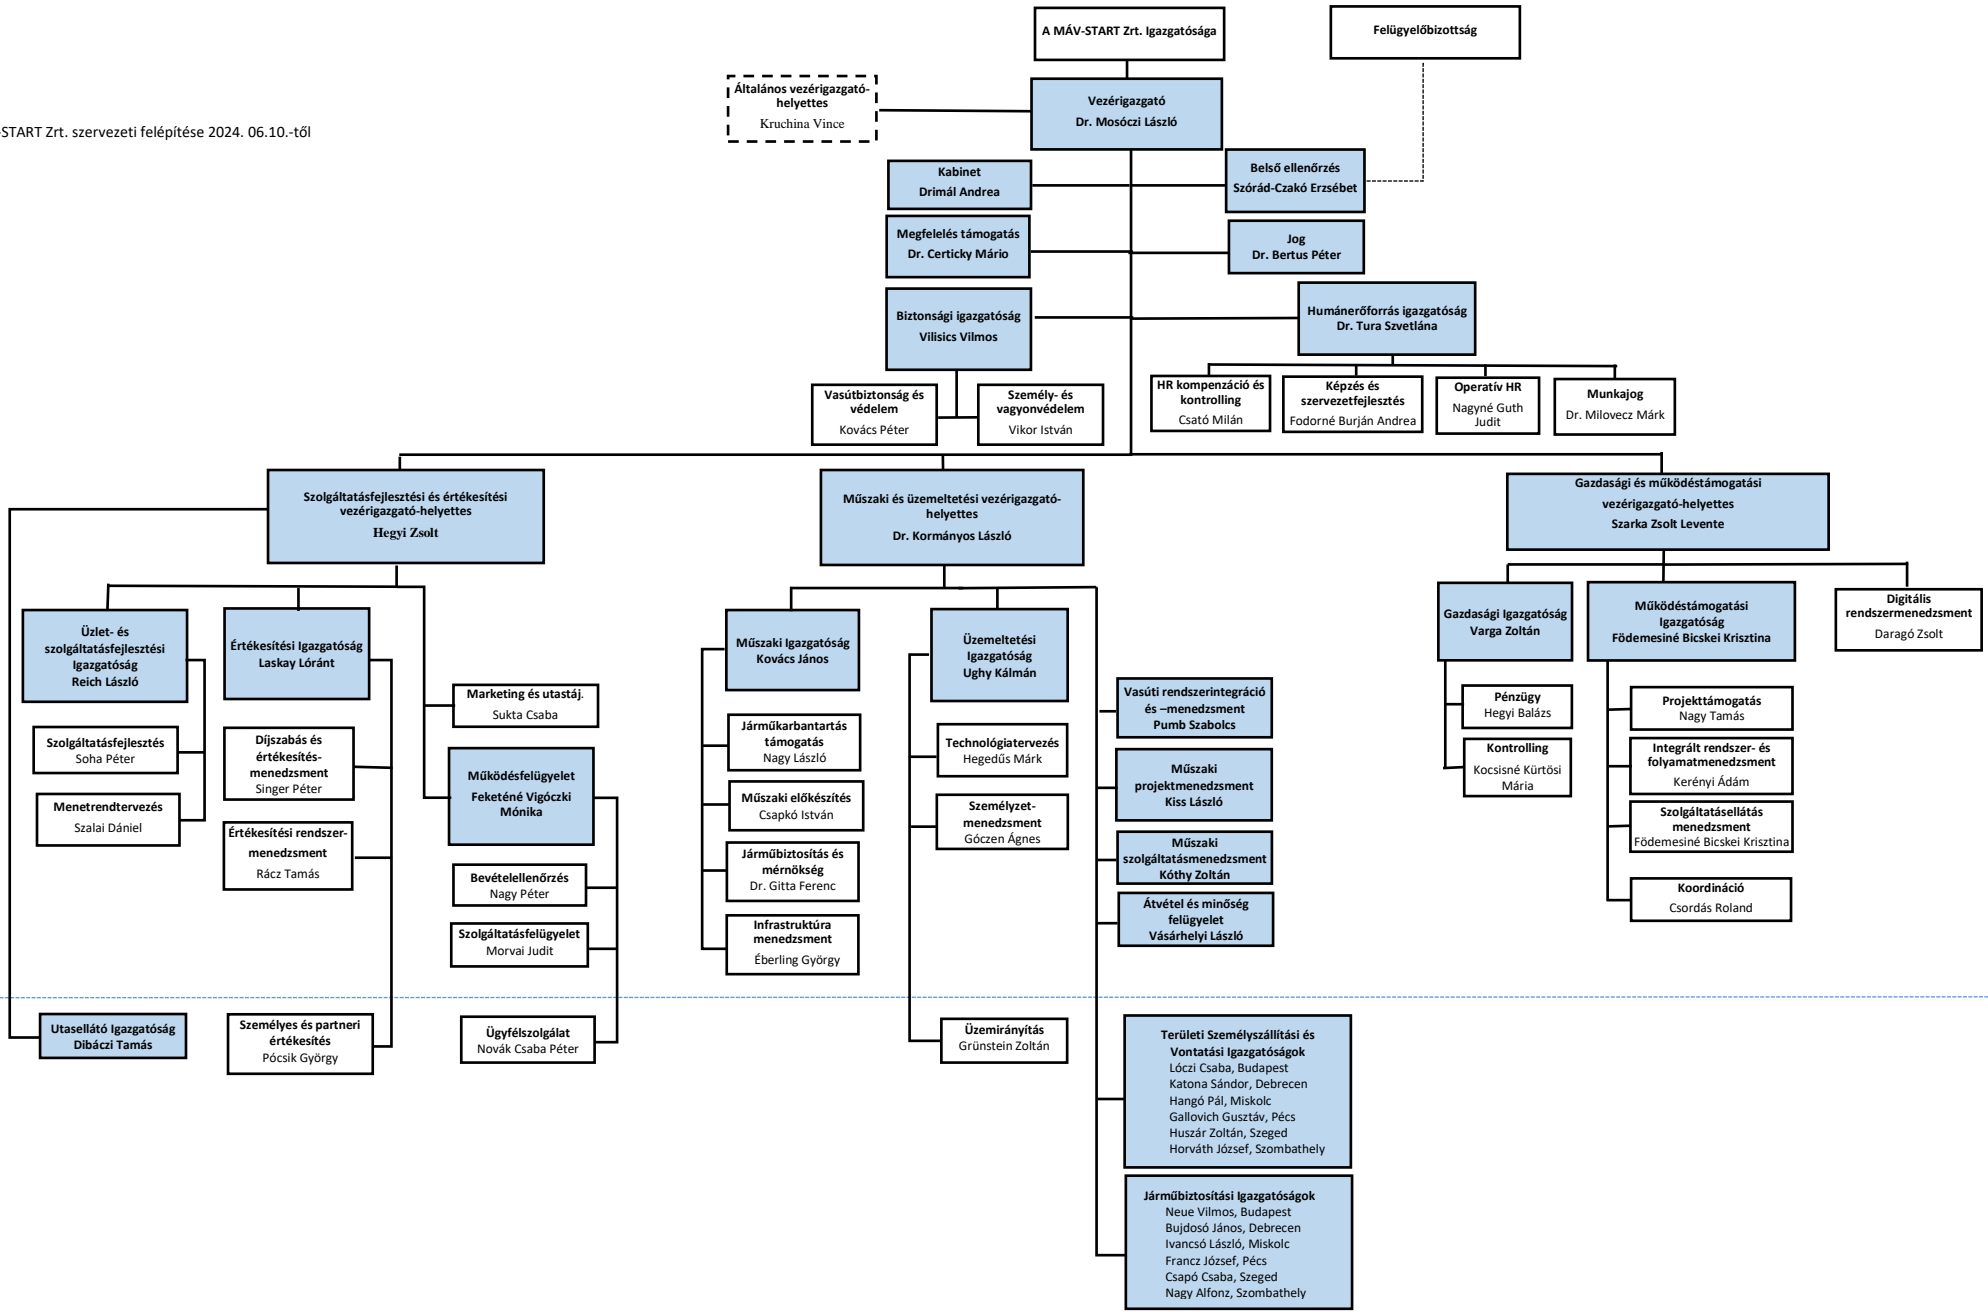 A MÁV-START Zrt. Igazgatósága
Felügyelőbizottság
Általános vezérigazgató-
helyettes
Kruchina Vince
Vezérigazgató
Dr. Mosóczi László
-START Zrt. szervezeti felépítése 2024. 06.10.-től
Kabinet
Drimál Andrea
Belső ellenőrzés
Szórád-Czakó Erzsébet
Megfelelés támogatás
Dr. Certicky Mário
Jog
Dr. Bertus Péter
Biztonsági igazgatóság
Vilisics Vilmos
Humánerőforrás igazgatóság
Dr. Tura Szvetlána
Vasútbiztonság és
védelem
Kovács Péter
Személy- és
vagyonvédelem
Vikor István
HR kompenzáció és
kontrolling
Csató Milán
Képzés és
szervezetfejlesztés
Fodorné Burján Andrea
Operatív HR
Nagyné Guth
Judit
Munkajog
Dr. Milovecz Márk
Szolgáltatásfejlesztési és értékesítési
vezérigazgató-helyettes
Hegyi Zsolt
Műszaki és üzemeltetési vezérigazgató-
helyettes
Dr. Kormányos László
Gazdasági és működéstámogatási
vezérigazgató-helyettes
Szarka Zsolt Levente
Üzlet- és
szolgáltatásfejlesztési
Igazgatóság
Reich László
Értékesítési Igazgatóság
Laskay Lóránt
Marketing és utastáj.
Sukta Csaba
Szolgáltatásfejlesztés
Soha Péter
Díjszabás és
értékesítés-
menedzsment
Singer Péter
Működésfelügyelet
Feketéné Vigóczki
Mónika
Menetrendtervezés
Szalai Dániel
Értékesítési rendszer-
menedzsment
Rácz Tamás
Bevételellenőrzés
Nagy Péter
Szolgáltatásfelügyelet
Morvai Judit
Műszaki Igazgatóság
Kovács János
Üzemeltetési
Igazgatóság
Ughy Kálmán
Járműkarbantartás
támogatás
Nagy László
Műszaki előkészítés
Csapkó István
Járműbiztosítás és
mérnökség
Dr. Gitta Ferenc
Infrastruktúra
menedzsment
Éberling György
Technológiatervezés
Hegedűs Márk
Személyzet-
menedzsment
Góczen Ágnes
Vasúti rendszerintegráció
és –menedzsment
Pumb Szabolcs
Műszaki
projektmenedzsment
Kiss László
Műszaki
szolgáltatásmenedzsment
Kóthy Zoltán
Átvétel és minőség
felügyelet
Vásárhelyi László
Gazdasági Igazgatóság
Varga Zoltán
Működéstámogatási
Igazgatóság
Födemesiné Bicskei Krisztina
Digitális
rendszermenedzsment
Daragó Zsolt
Pénzügy
Hegyi Balázs
Kontrolling
Kocsisné Kürtösi
Mária
Projekttámogatás
Nagy Tamás
Integrált rendszer- és
folyamatmenedzsment
Kerényi Ádám
Szolgáltatásellátás
menedzsment
Födemesiné Bicskei Krisztina
Koordináció
Csordás Roland
Utasellátó Igazgatóság
Dibáczi Tamás
Személyes és partneri
értékesítés
Pócsik György
Ügyfélszolgálat
Novák Csaba Péter
Üzemirányítás
Grünstein Zoltán
Területi Személyszállítási és
Vontatási Igazgatóságok
Lóczi Csaba, Budapest
Katona Sándor, Debrecen
Hangó Pál, Miskolc
Gallovich Gusztáv, Pécs
Huszár Zoltán, Szeged
Horváth József, Szombathely
Járműbiztosítási Igazgatóságok
Neue Vilmos, Budapest
Bujdosó János, Debrecen
Ivancsó László, Miskolc
Francz József, Pécs
Csapó Csaba, Szeged
Nagy Alfonz, Szombathely